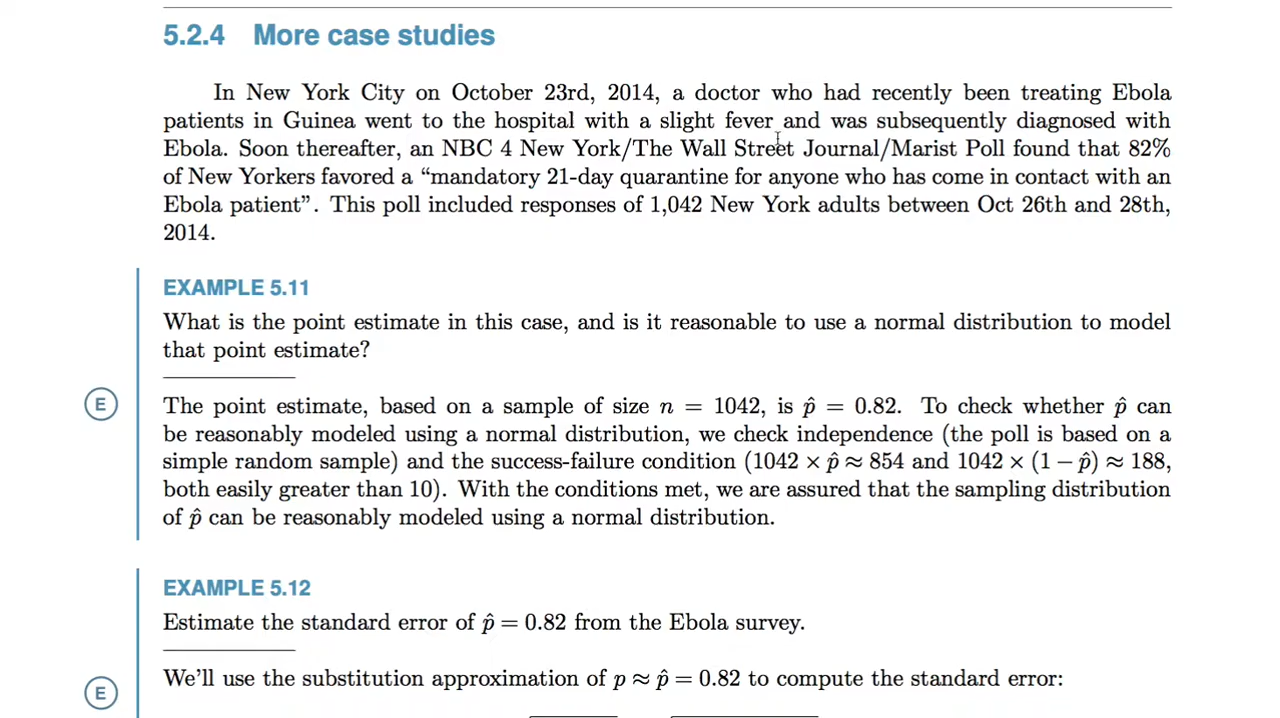 5.2.4 More case studies
In New York City on October 23rd, 2014, a doctor who had recently been treating Ebola
patients in Guinea went to the hospital with a slight fever and was subsequently diagnosed with
Ebola. Soon thereafter, an NBC 4 New York/The Wall Street Journal/Marist Poll found that 82%
of New Yorkers favored a “mandatory 21-day quarantine for anyone who has come in contact with an
Ebola patient”. This poll included responses of 1,042 New York adults between Oct 26th and 28th,
2014.
EXAMPLE 5.11
What is the point estimate in this case, and is it reasonable to use a normal distribution to model
that point estimate?
E
The point estimate, based on a sample of size n = 1042, is p̂ = 0.82. To check whether p̂ can
be reasonably modeled using a normal distribution, we check independence (the poll is based on a
simple random sample) and the success-failure condition (1042 × p̂ ≈ 854 and 1042 × (1 − p̂) ≈ 188,
both easily greater than 10). With the conditions met, we are assured that the sampling distribution
of p̂ can be reasonably modeled using a normal distribution.
EXAMPLE 5.12
Estimate the standard error of p̂ = 0.82 from the Ebola survey.
E
We’ll use the substitution approximation of p ≈ p̂ = 0.82 to compute the standard error: